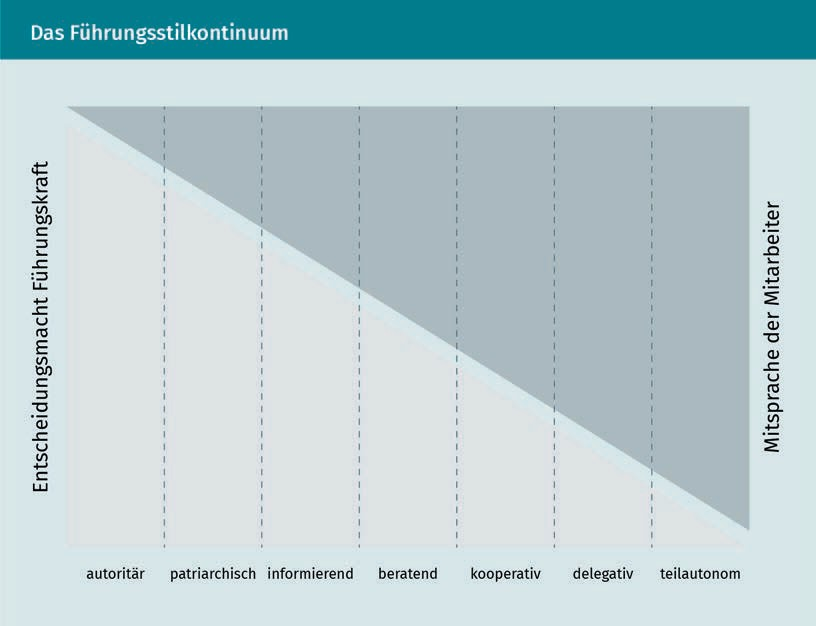 Das Führungsstilkontinuum
Entscheidungsmacht Führungskraft
Mitsprache der Mitarbeiter
autoritär
patriarchisch
informierend
beratend
kooperativ
delegativ
teilautonom